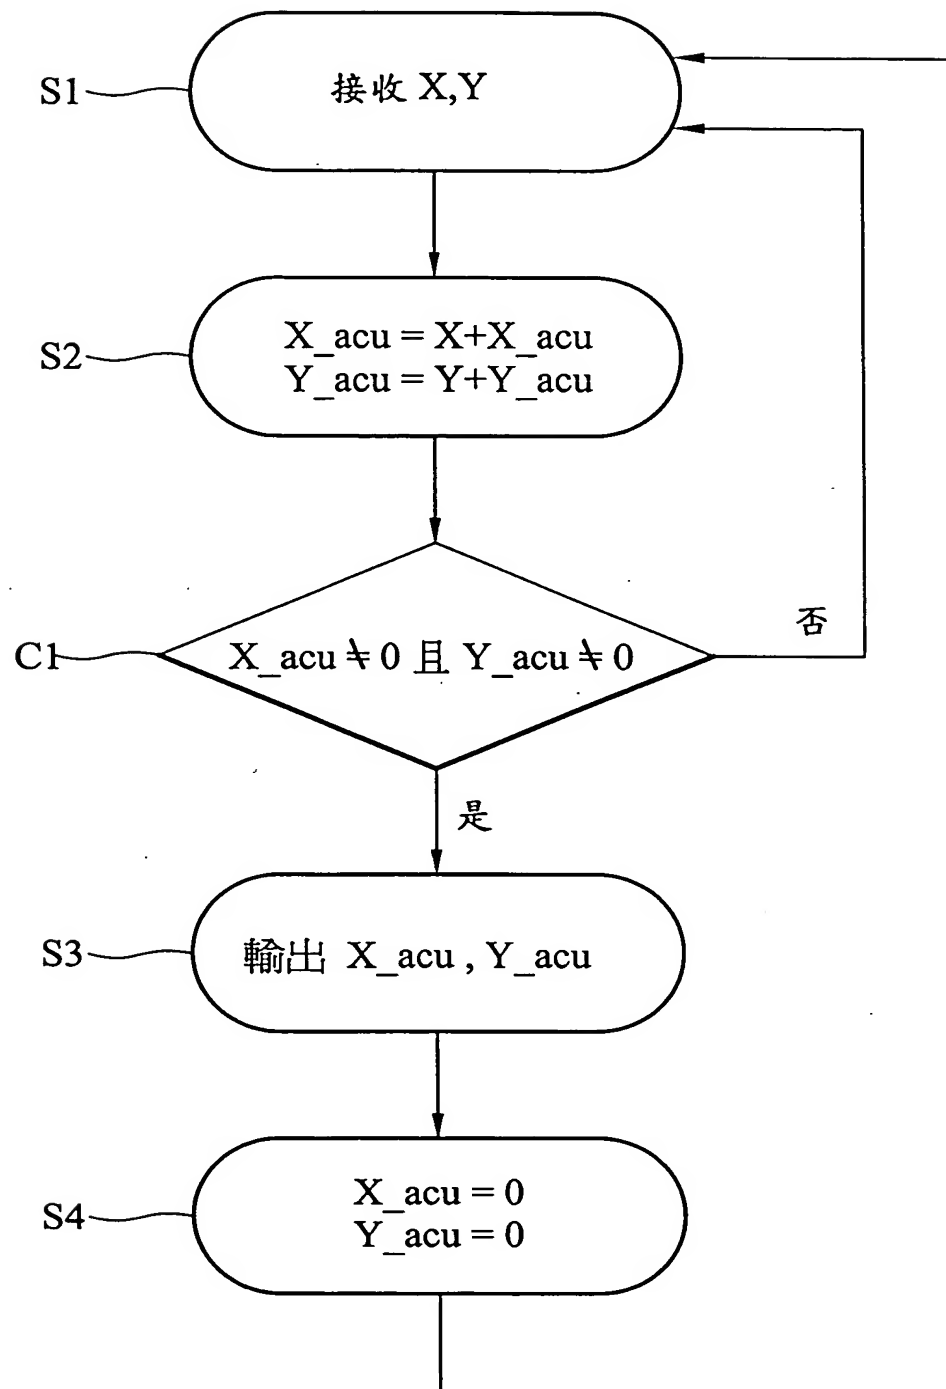 S1
接收 X,Y
S2
X_acu = X+X_acu
Y_acu = Y+Y_acu
C1
X_acu ≠ 0 且 Y_acu ≠ 0
否
是
S3
輸出 X_acu , Y_acu
S4
X_acu = 0
Y_acu = 0